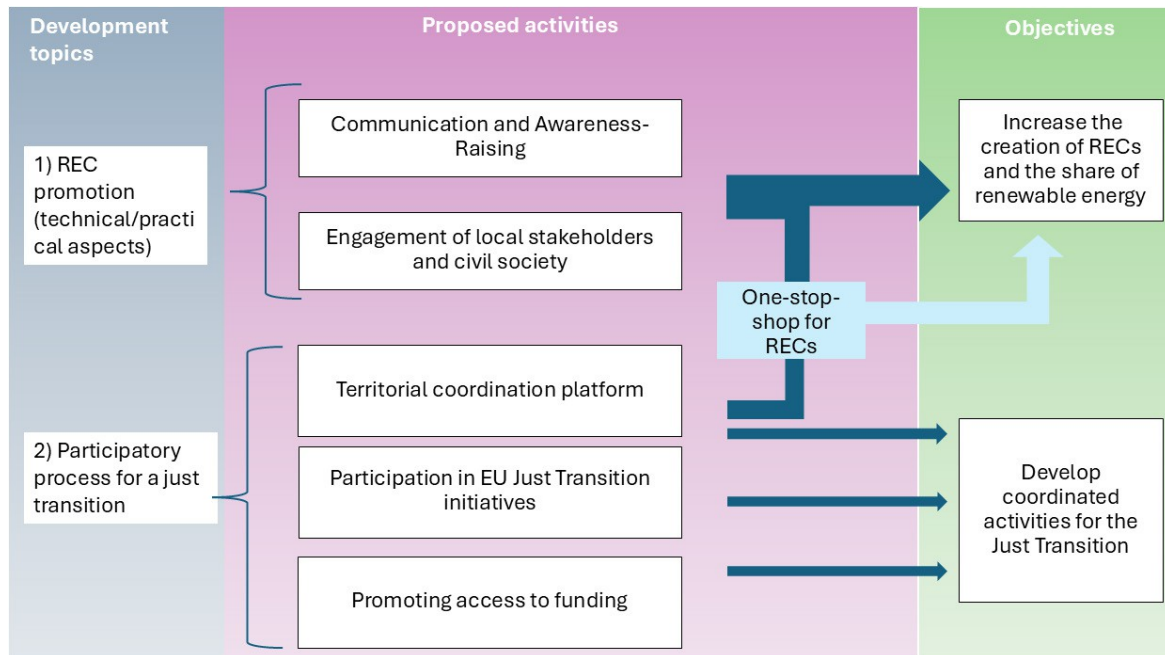 Development
topics
Proposed activities
Objectives
1) REC
promotion
(technical/practi
cal aspects)
Communication and Awareness-
Raising
Engagement of local stakeholders
and civil society
Increase the
creation of RECs
and the share of
renewable energy
One-stop-
shop for
RECs
2) Participatory
process for a just
transition
Territorial coordination platform
Participation in EU Just Transition
initiatives
Promoting access to funding
Develop
coordinated
activities for the
Just Transition